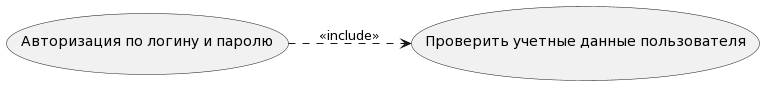 Авторизация по логину и паролю
«include»
Проверить учетные данные пользователя